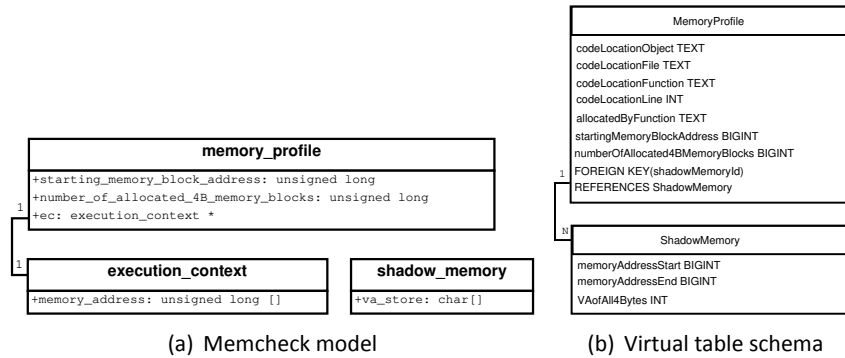 memory_profile
+starting_memory_block_address: unsigned long
+number_of_allocated_4B_memory_blocks: unsigned long
+ec: execution_context *
1
1
execution_context
+memory_address: unsigned long []
shadow_memory
+va_store: char[]
(a) Memcheck model
MemoryProfile
codeLocationObject TEXT
codeLocationFile TEXT
codeLocationFunction TEXT
codeLocationLine INT
allocatedByFunction TEXT
startingMemoryBlockAddress BIGINT
numberOfAllocated4BMemoryBlocks BIGINT
FOREIGN KEY(shadowMemoryId)
REFERENCES ShadowMemory
1
N
ShadowMemory
memoryAddressStart BIGINT
memoryAddressEnd BIGINT
VAofAll4Bytes INT
(b) Virtual table schema